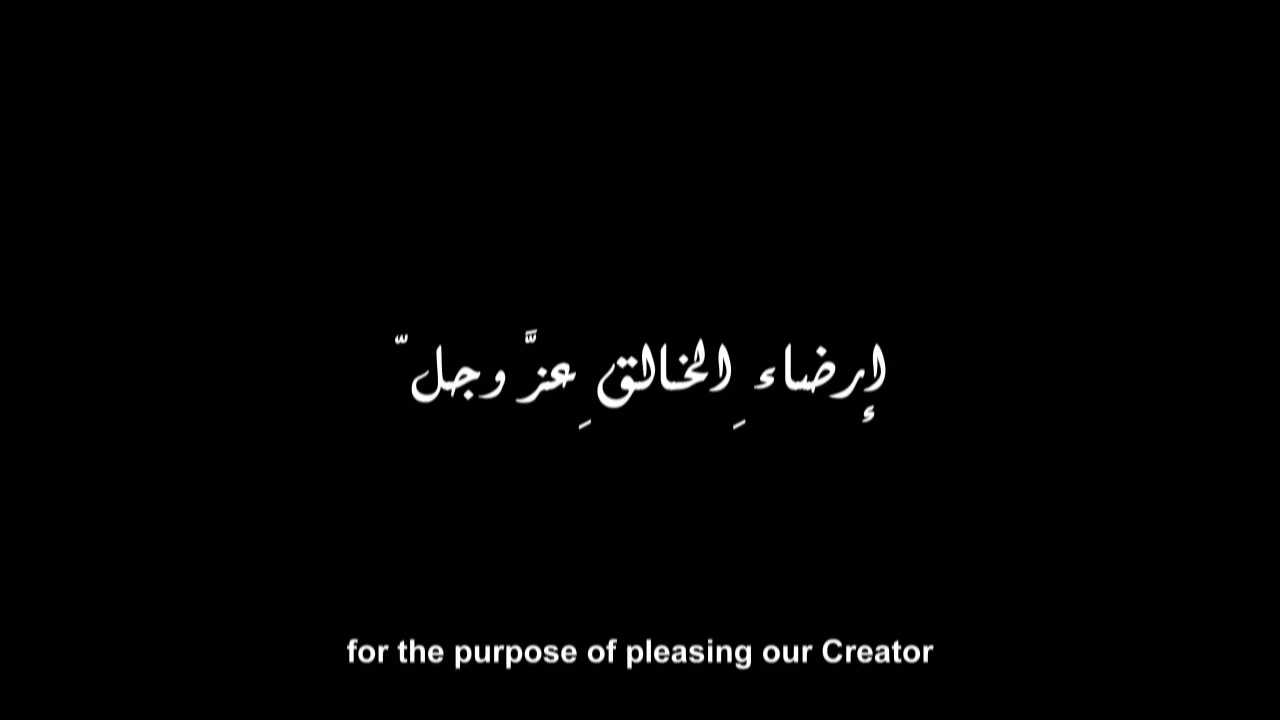 إرضاءِ الخالقِ عزَّ وجلّ
for the purpose of pleasing our Creator